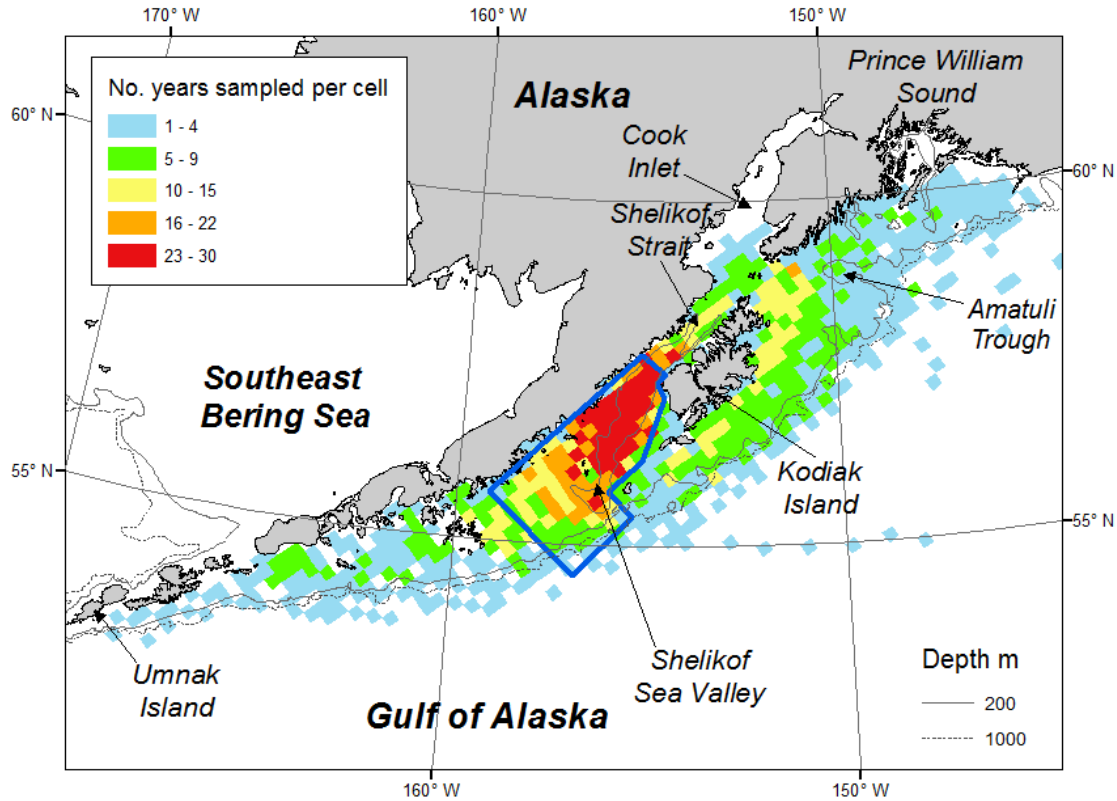 170° W
160° W
150° W
No. years sampled per cell
1 - 4
5 - 9
10 - 15
16 - 22
23 - 30
Alaska
Prince William
Sound
Cook
Inlet
Shelikof
Strait
60° N
60° N
Amatuli
Trough
Southeast
Bering Sea
Kodiak
Island
55° N
55° N
Umnak
Island
Shelikof
Sea Valley
Gulf of Alaska
Depth m
200
1000
160° W
150° W